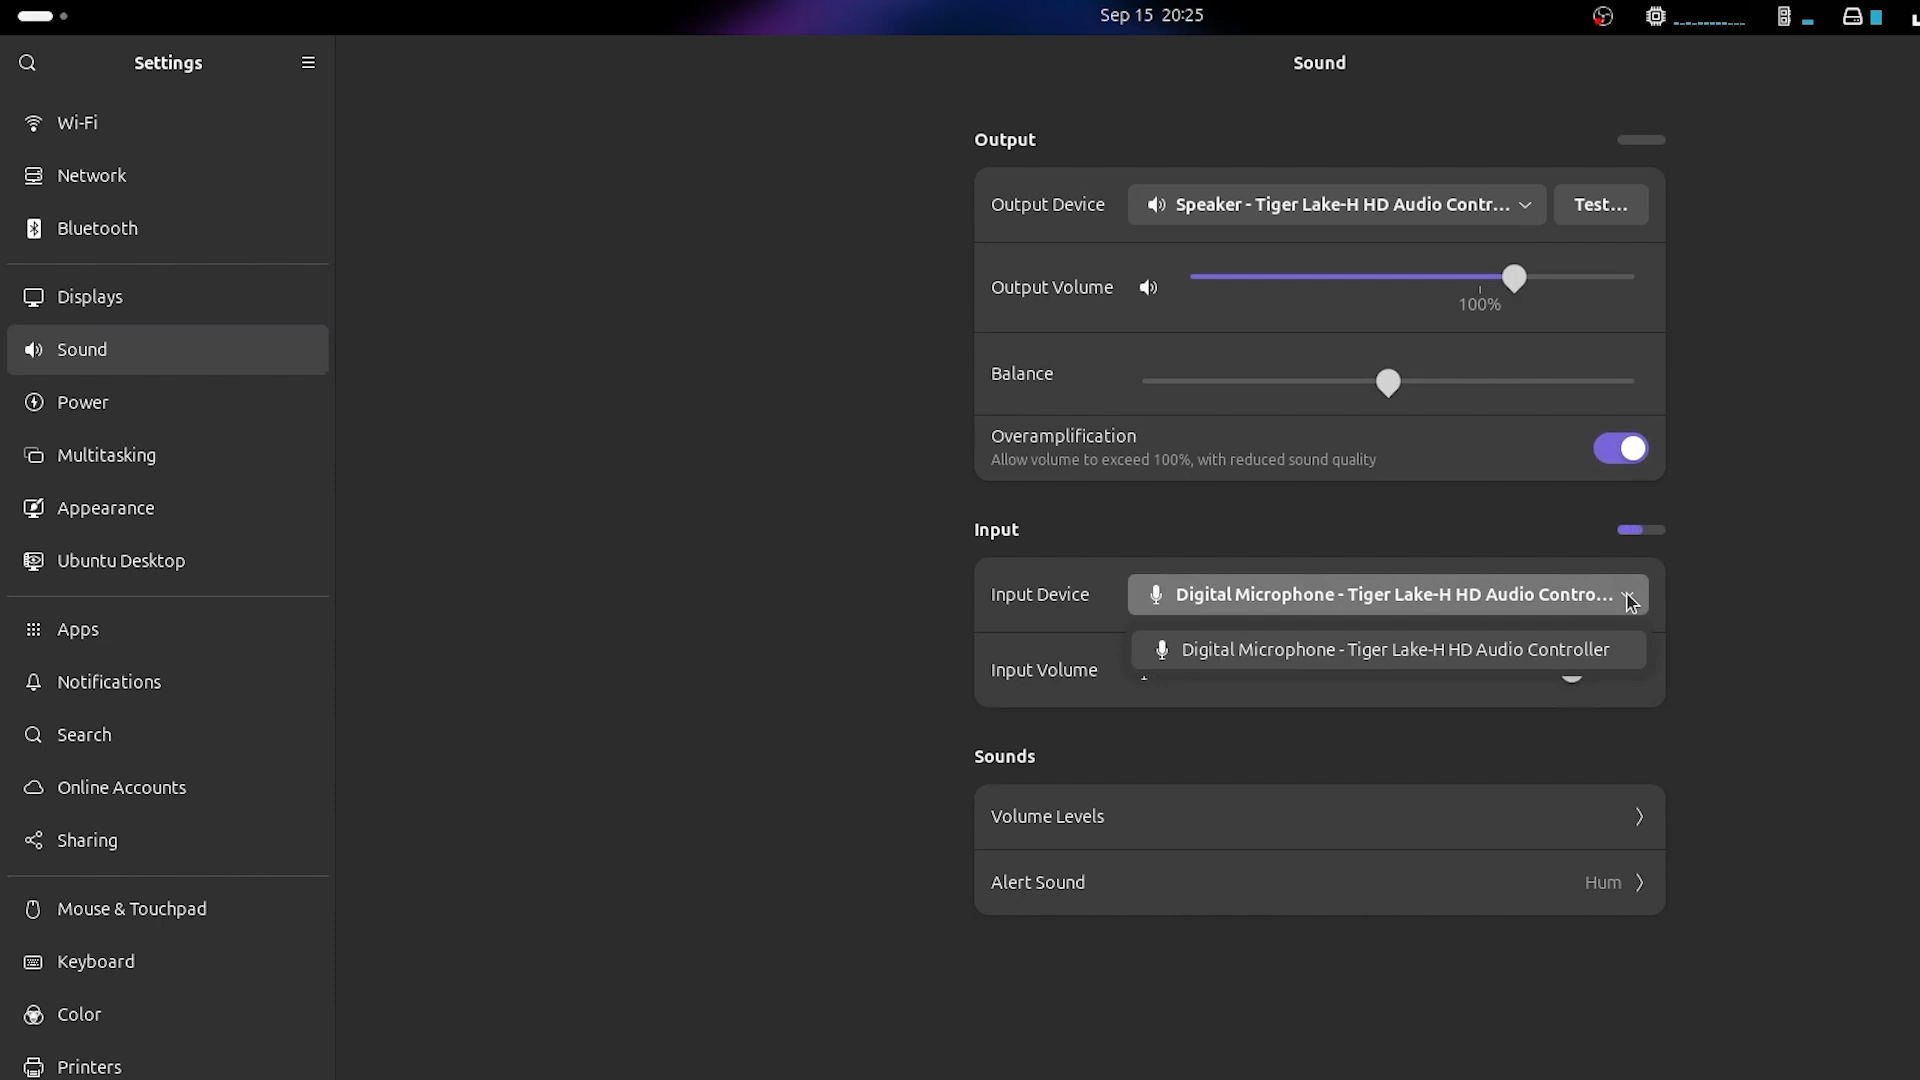 Sep 15 20:25
Settings
Sound
Wi-Fi
Network
Bluetooth
Displays
Sound
Power
Multitasking
Appearance
Ubuntu Desktop
Apps
Notifications
Search
Online Accounts
Sharing
Mouse & Touchpad
Keyboard
Color
Printers
Output
Output Device
Speaker - Tiger Lake-H HD Audio Contr...
Test...
Output Volume
100%
Balance
Overamplification
Allow volume to exceed 100%, with reduced sound quality
Input
Input Device
Digital Microphone - Tiger Lake-H HD Audio Contro...
Digital Microphone - Tiger Lake-H HD Audio Controller
Input Volume
Sounds
Volume Levels
Alert Sound
Hum